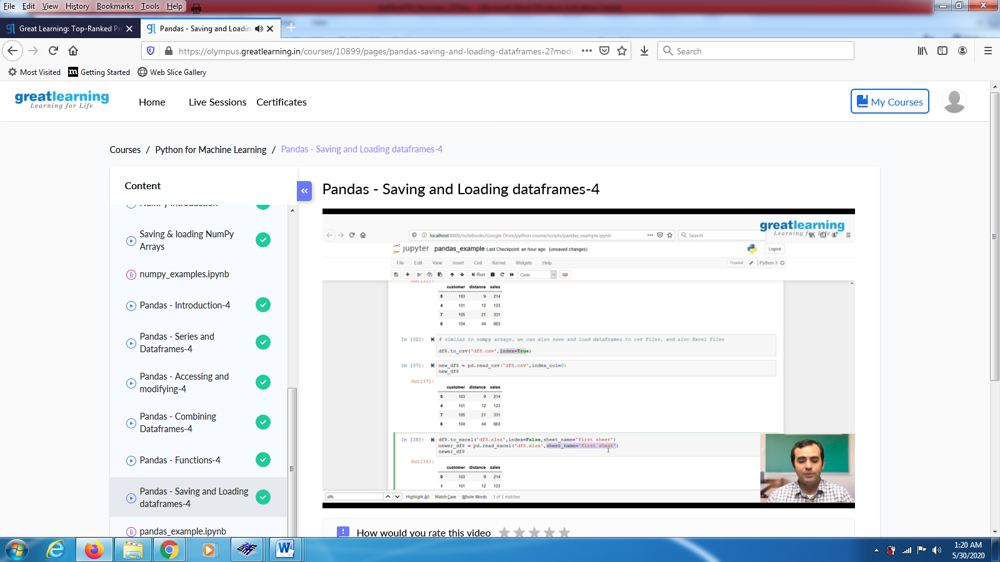 File Edit View History Bookmarks Tools Help
Great Learning: Top-Ranked Pr
Pandas - Saving and Loadin
https://olympus.greatlearning.in/courses/10899/pages/pandas-saving-and-loading-dataframes-2?modu
Search
Most Visited Getting Started Web Slice Gallery
greatlearning
Learning for Life
Home Live Sessions Certificates
My Courses
Courses / Python for Machine Learning / Pandas - Saving and Loading dataframes-4
Content
NumPy Introduction
Saving & loading NumPy
Arrays
numpy_examples.ipynb
Pandas - Introduction-4
Pandas - Series and
Dataframes-4
Pandas - Accessing and
modifying-4
Pandas - Combining
Dataframes-4
Pandas - Functions-4
Pandas - Saving and Loading
dataframes-4
pandas_example.ipynb
Pandas - Saving and Loading dataframes-4
greatlearning
Learning for Life
localhost:8888/notebooks/Google Drive/python course/scripts/pandas_example.ipynb
Search
jupyter pandas_example Last Checkpoint: an hour ago (unsaved changes)
Logout
File Edit View Insert Cell Kernel Widgets Help
Trusted Python 3
Run Code
Out[31]:
customer distance sales
5 103 9 214
4 101 12 123
7 105 21 331
6 104 44 663
In [32]: # similar to numpy arrays, we can also save and load dataframes to csv files, and also Excel files
df8.to_csv('df8.csv',index=True)
In [37]: new_df8 = pd.read_csv('df8.csv',index_col=0)
new_df8
Out[37]:
customer distance sales
5 103 9 214
4 101 12 123
7 105 21 331
6 104 44 663
In [38]: df8.to_excel('df8.xlsx',index=False,sheet_name='first sheet')
newer_df8 = pd.read_excel('df8.xlsx',sheet_name='first sheet')
newer_df8
Out[38]:
customer distance sales
0 103 9 214
1 101 12 123
df6 Highlight All Match Case Whole Words 3 of 3 matches
How would you rate this video
1:20 AM
5/30/2020